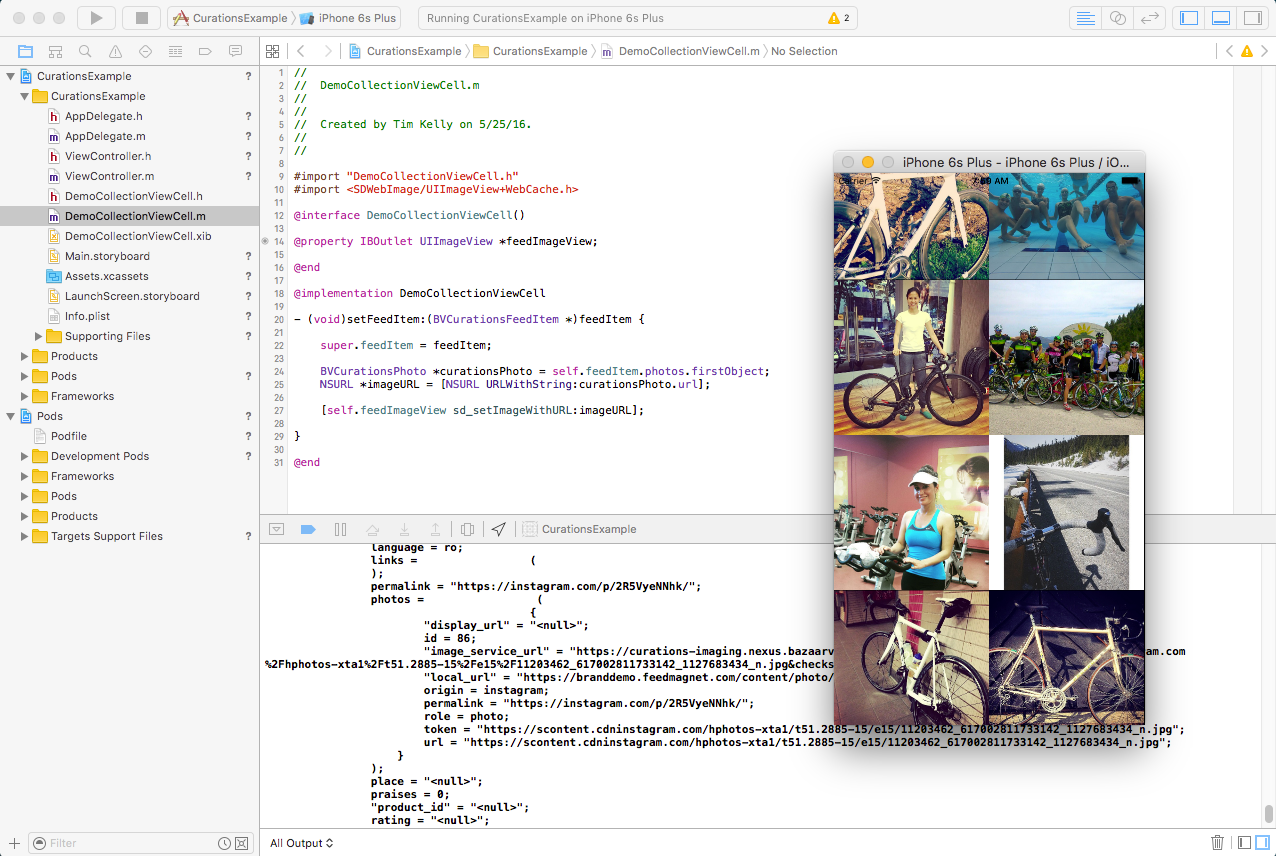 CurationsExample iPhone 6s Plus
Running CurationsExample on iPhone 6s Plus
2
CurationsExample CurationsExample DemoCollectionViewCell.m No Selection
CurationsExample ?
CurationsExample
AppDelegate.h ?
AppDelegate.m ?
ViewController.h ?
ViewController.m ?
DemoCollectionViewCell.h
DemoCollectionViewCell.m
DemoCollectionViewCell.xib
Main.storyboard ?
Assets.xcassets ?
LaunchScreen.storyboard ?
Info.plist ?
Supporting Files ?
Products
Pods ?
Frameworks
Pods ?
Podfile ?
Development Pods ?
Frameworks
Pods
Products
Targets Support Files ?
Filter
1 //
2 //  DemoCollectionViewCell.m
3 //
4 //
5 //  Created by Tim Kelly on 5/25/16.
6 //
7 //
8
9 #import "DemoCollectionViewCell.h"
10 #import <SDWebImage/UIImageView+WebCache.h>
11
12 @interface DemoCollectionViewCell()
13
14 @property IBOutlet UIImageView *feedImageView;
15
16 @end
17
18 @implementation DemoCollectionViewCell
19
20 - (void)setFeedItem:(BVCurationsFeedItem *)feedItem {
21
22     super.feedItem = feedItem;
23
24     BVCurationsPhoto *curationsPhoto = self.feedItem.photos.firstObject;
25     NSURL *imageURL = [NSURL URLWithString:curationsPhoto.url];
26
27     [self.feedImageView sd_setImageWithURL:imageURL];
28
29 }
30
31 @end
iPhone 6s Plus - iPhone 6s Plus / iO...
Carrier AM
CurationsExample
language = ro;
links = (
);
permalink = "https://instagram.com/p/2R5VyeNNhk/";
photos = (
{
"display_url" = "<null>";
id = 86;
"image_service_url" = "https://curations-imaging.nexus.bazaarv am.com
%2Fhphotos-xta1%2Ft51.2885-15%2Fe15%2F11203462_617002811733142_1127683434_n.jpg&checks
"local_url" = "https://branddemo.feedmagnet.com/content/photo/
origin = instagram;
permalink = "https://instagram.com/p/2R5VyeNNhk/";
role = photo;
token = "https://scontent.cdninstagram.com/hphotos-xta1/t51.2885-15/e15/11203462_617002811733142_1127683434_n.jpg";
url = "https://scontent.cdninstagram.com/hphotos-xta1/t51.2885-15/e15/11203462_617002811733142_1127683434_n.jpg";
}
);
place = "<null>";
praises = 0;
"product_id" = "<null>";
rating = "<null>";
All Output